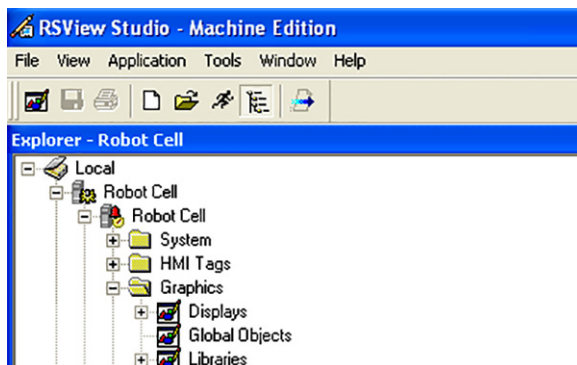 RSView Studio - Machine Edition
File View Application Tools Window Help
Explorer - Robot Cell
Local
Robot Cell
Robot Cell
System
HMI Tags
Graphics
Displays
Global Objects
Libraries